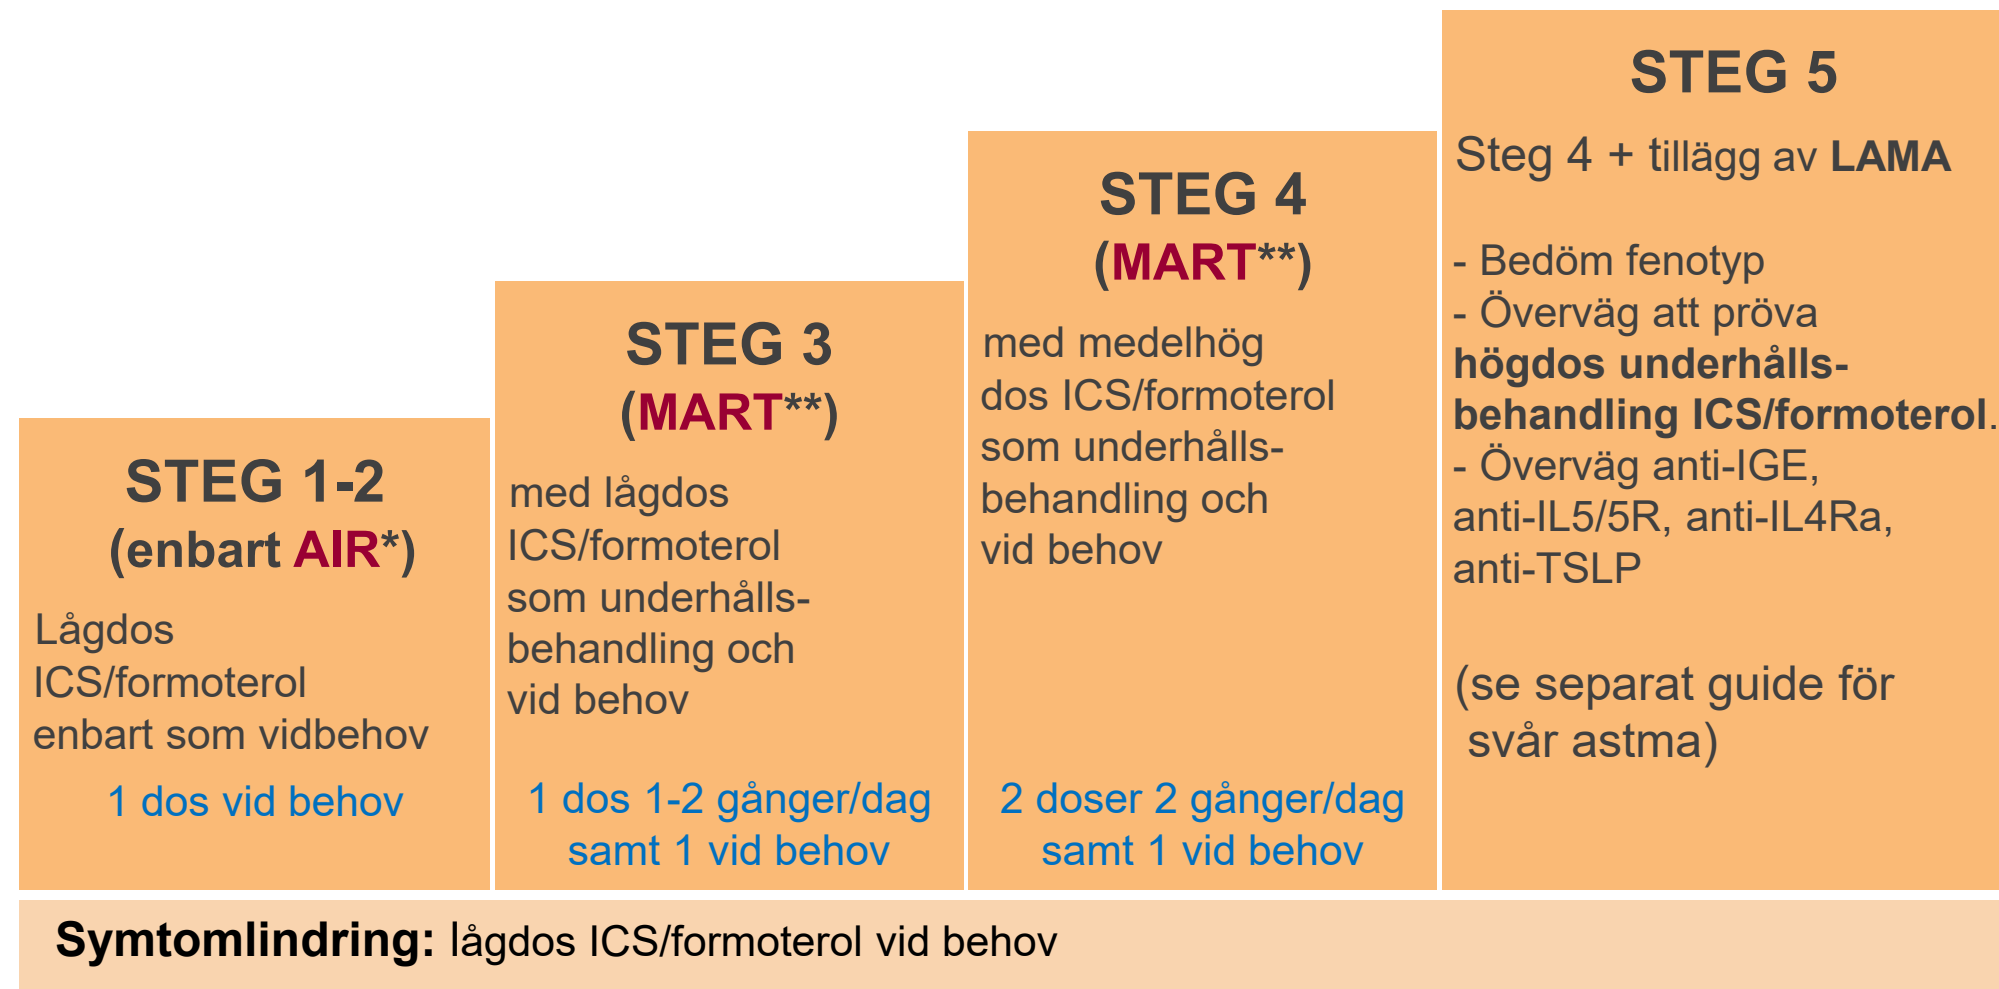 STEG 1-2
(enbart AIR*)
Lågdos
ICS/formoterol
enbart som vidbehov
1 dos vid behov
STEG 3
(MART**)
med lågdos
ICS/formoterol
som underhålls-
behandling och
vid behov
1 dos 1-2 gånger/dag
samt 1 vid behov
STEG 4
(MART**)
med medelhög
dos ICS/formoterol
som underhålls-
behandling och
vid behov
2 doser 2 gånger/dag
samt 1 vid behov
STEG 5
Steg 4 + tillägg av LAMA
- Bedöm fenotyp
- Överväg att pröva
högdos underhålls-
behandling ICS/formoterol.
- Överväg anti-IGE,
anti-IL5/5R, anti-IL4Ra,
anti-TSLP
(se separat guide för
svår astma)
Symtomlindring: lågdos ICS/formoterol vid behov